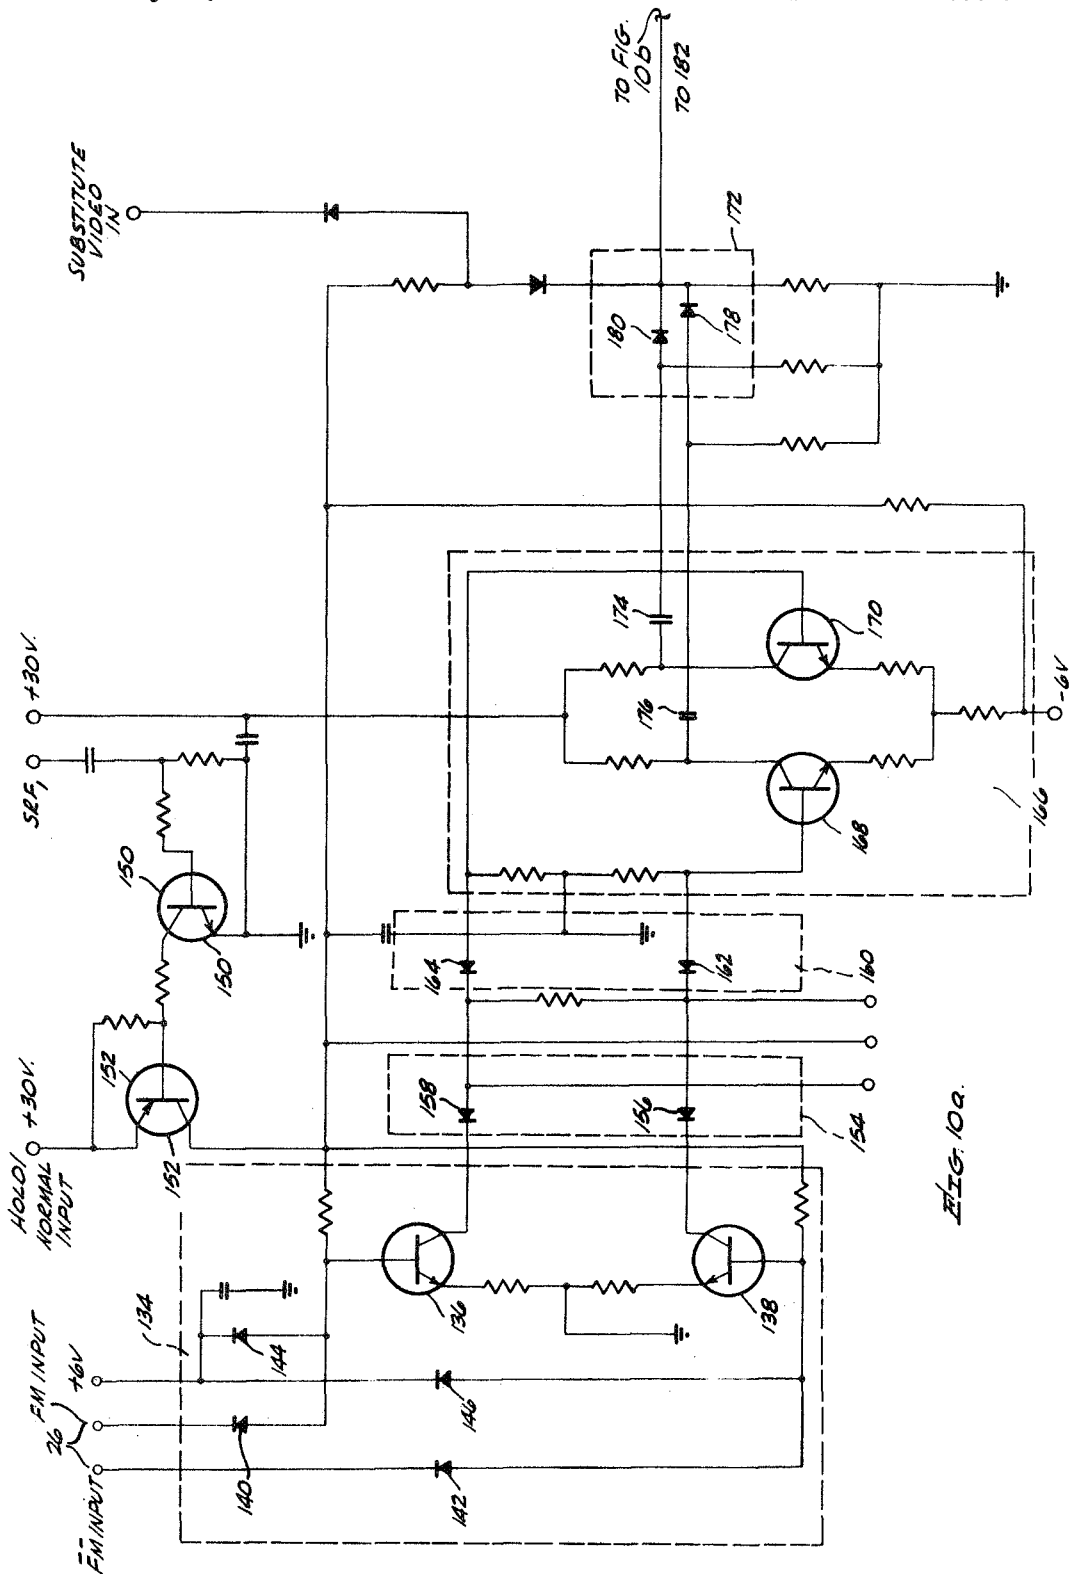 SUBSTITUTE
VIDEO
IN
TO FIG.
10b
TO 182
172
180
178
+30V.
SRF,
174
176
170
168
-6V
166
150
150
152
152
+30V.
HOLD/
NORMAL
INPUT
164
162
160
158
156
154
134
136
138
144
146
140
142
+6V
FM INPUT
26
FM INPUT
FIG. 10a.